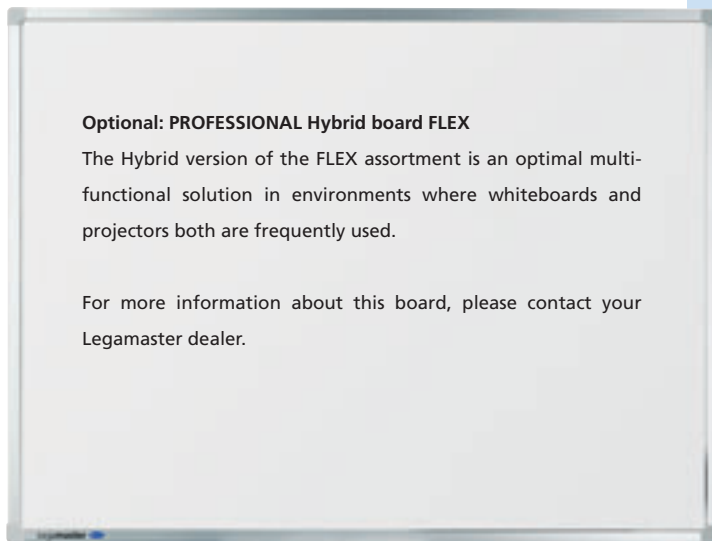 Optional: PROFESSIONAL Hybrid board FLEX
The Hybrid version of the FLEX assortment is an optimal multi-
functional solution in environments where whiteboards and
projectors both are frequently used.
For more information about this board, please contact your
Legamaster dealer.
Legamaster